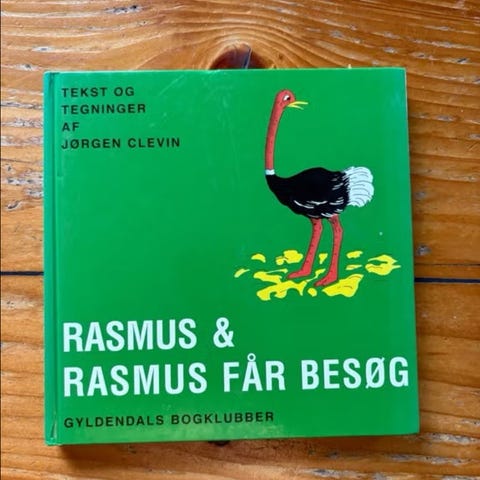 TEKST OG
TEGNINGER
AF
JØRGEN CLEVIN
RASMUS &
RASMUS FÅR BESØG
GYLDENDALS BOGKLUBBER